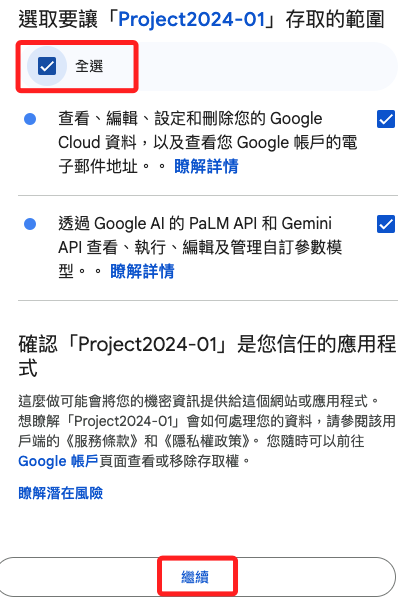 選取要讓「Project2024-01」存取的範圍
全選
查看、編輯、設定和刪除您的 Google
Cloud 資料，以及查看您 Google 帳戶的電
子郵件地址。。瞭解詳情
透過 Google AI 的 PaLM API 和 Gemini
API 查看、執行、編輯及管理自訂參數模
型。。瞭解詳情
確認「Project2024-01」是您信任的應用程
式
這麼做可能會將您的機密資訊提供給這個網站或應用程式。
想瞭解「Project2024-01」會如何處理您的資料，請參閱該用
戶端的《服務條款》和《隱私權政策》。您隨時可以前往
Google 帳戶頁面查看或移除存取權。
瞭解潛在風險
繼續